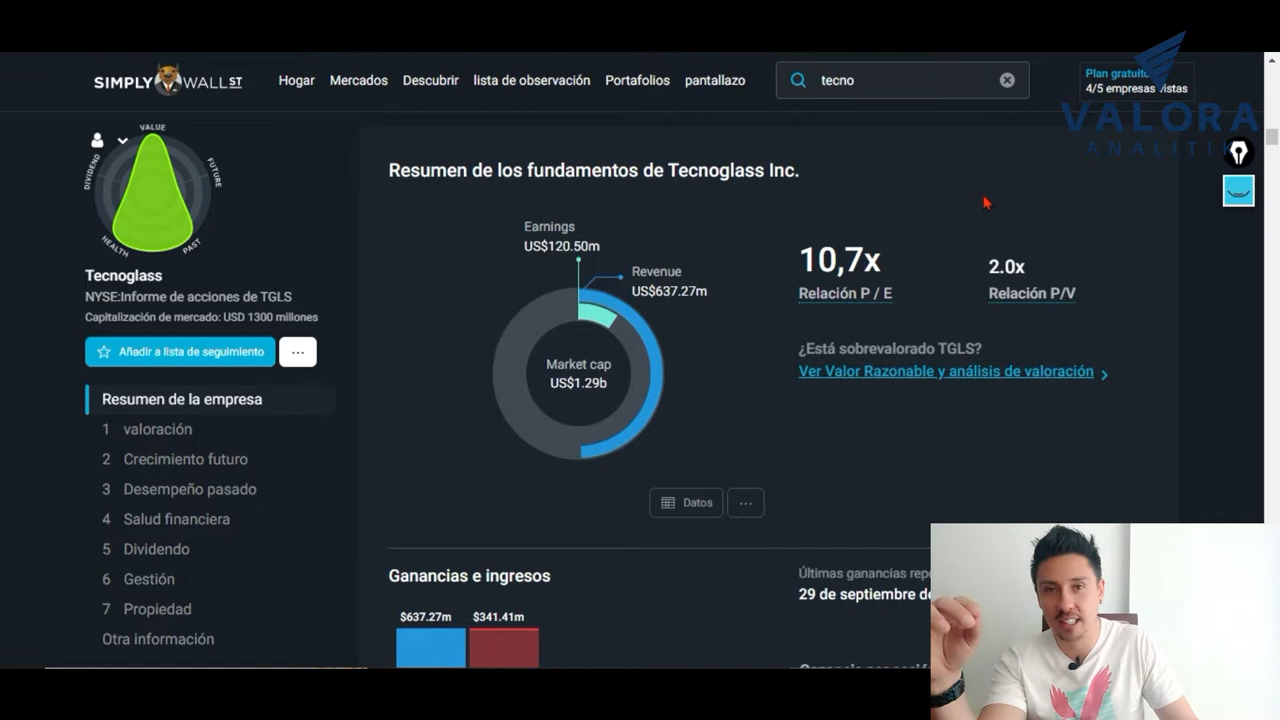 SIMPLY WALL ST
Hogar
Mercados
Descubrir
lista de observación
Portafolios
pantallazo
tecno
Plan gratuito
4/5 empresas vistas
VALORA
ANALITIK
VALUE
FUTURE
PAST
HEALTH
DIVIDEND
Tecnoglass
NYSE:Informe de acciones de TGLS
Capitalización de mercado: USD 1300 millones
Añadir a lista de seguimiento
...
Resumen de la empresa
1 valoración
2 Crecimiento futuro
3 Desempeño pasado
4 Salud financiera
5 Dividendo
6 Gestión
7 Propiedad
Otra información
Resumen de los fundamentos de Tecnoglass Inc.
Earnings
US$120.50m
Revenue
US$637.27m
Market cap
US$1.29b
10,7x
Relación P / E
2.0x
Relación P/V
¿Está sobrevalorado TGLS?
Ver Valor Razonable y análisis de valoración
Datos
...
Ganancias e ingresos
$637.27m
$341.41m
Últimas ganancias repo
29 de septiembre de